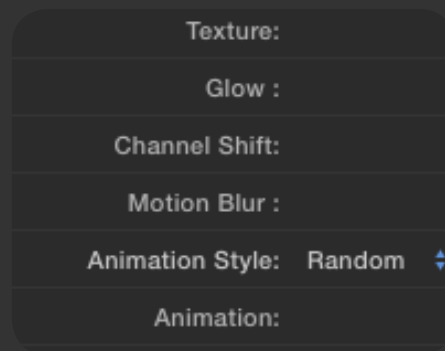 Texture:
Glow :
Channel Shift:
Motion Blur :
Animation Style: Random
Animation: